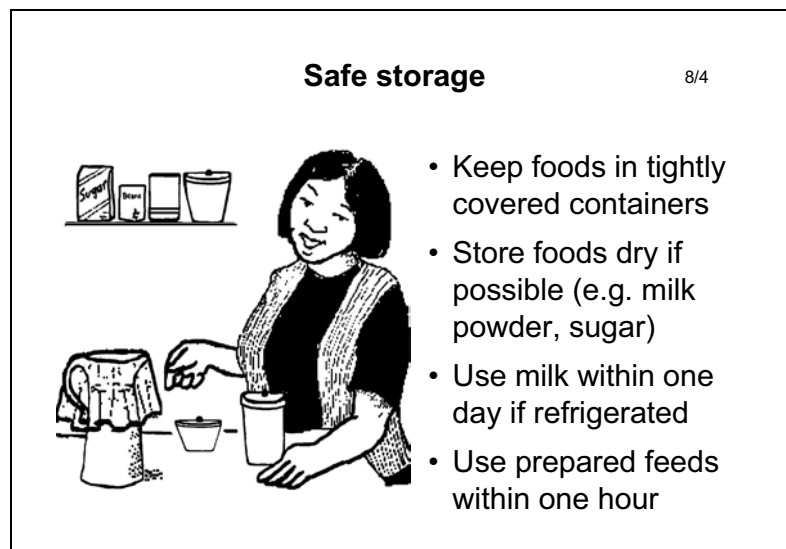 Safe storage
8/4
Sugar
Beans
• Keep foods in tightly
covered containers
• Store foods dry if
possible (e.g. milk
powder, sugar)
• Use milk within one
day if refrigerated
• Use prepared feeds
within one hour